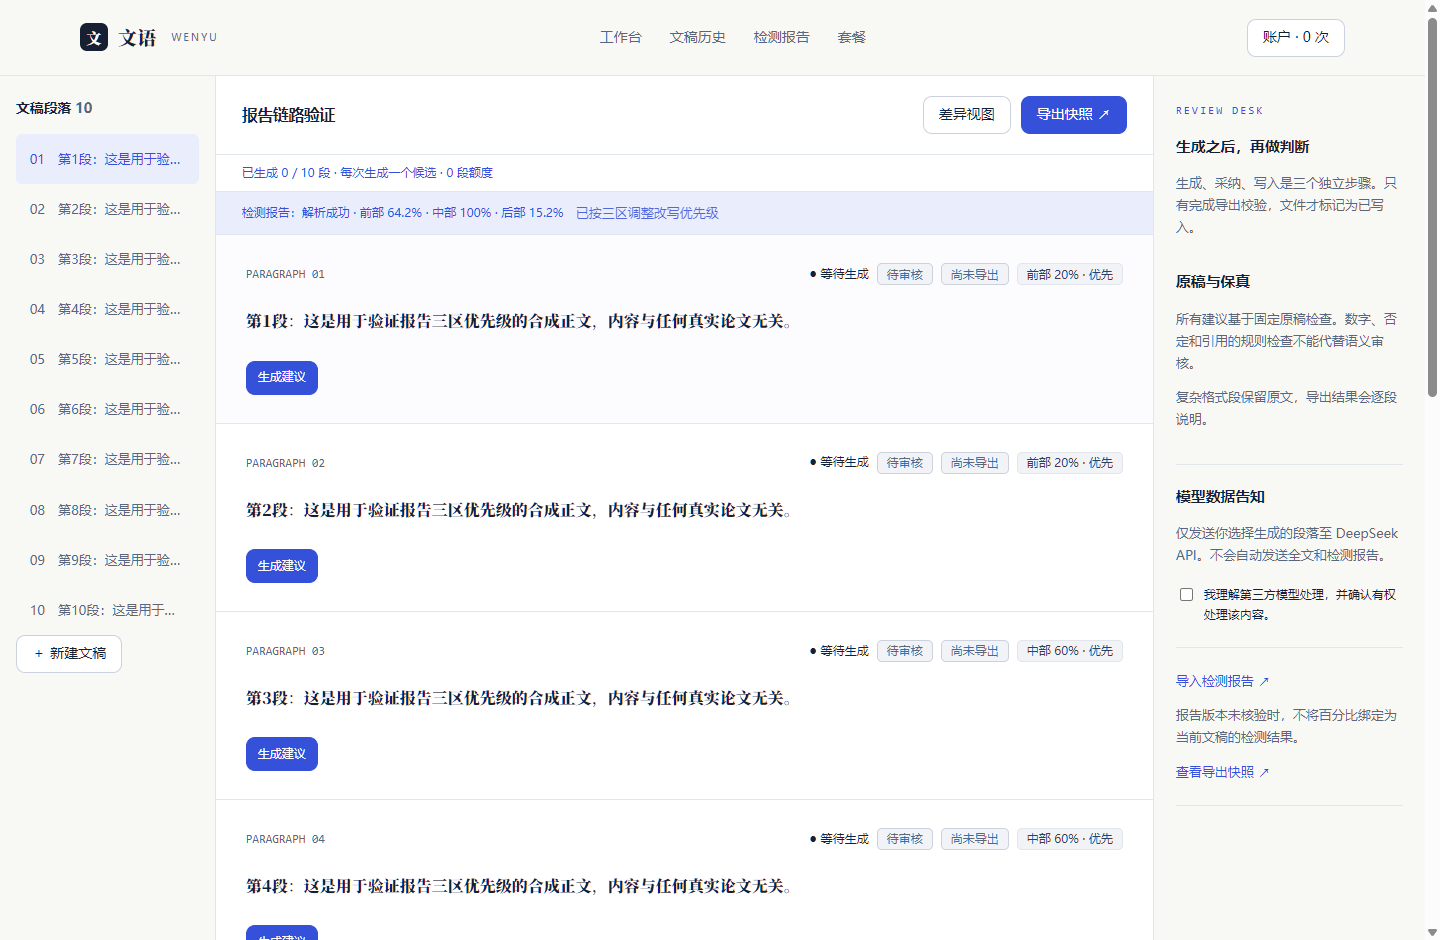 文 文语 WENYU
工作台 文稿历史 检测报告 套餐
账户 · 0 次
文稿段落 10
01 第1段：这是用于验...
02 第2段：这是用于验...
03 第3段：这是用于验...
04 第4段：这是用于验...
05 第5段：这是用于验...
06 第6段：这是用于验...
07 第7段：这是用于验...
08 第8段：这是用于验...
09 第9段：这是用于验...
10 第10段：这是用于...
+ 新建文稿
报告链路验证
差异视图
导出快照 ↗
已生成 0 / 10 段 · 每次生成一个候选 · 0 段额度
检测报告：解析成功 · 前部 64.2% · 中部 100% · 后部 15.2% 已按三区调整改写优先级
PARAGRAPH 01
● 等待生成 待审核 尚未导出 前部 20% · 优先
第1段：这是用于验证报告三区优先级的合成正文，内容与任何真实论文无关。
生成建议
PARAGRAPH 02
● 等待生成 待审核 尚未导出 前部 20% · 优先
第2段：这是用于验证报告三区优先级的合成正文，内容与任何真实论文无关。
生成建议
PARAGRAPH 03
● 等待生成 待审核 尚未导出 中部 60% · 优先
第3段：这是用于验证报告三区优先级的合成正文，内容与任何真实论文无关。
生成建议
PARAGRAPH 04
● 等待生成 待审核 尚未导出 中部 60% · 优先
第4段：这是用于验证报告三区优先级的合成正文，内容与任何真实论文无关。
生成建议
REVIEW DESK
生成之后，再做判断
生成、采纳、写入是三个独立步骤。只
有完成导出校验，文件才标记为已写
入。
原稿与保真
所有建议基于固定原稿检查。数字、否
定和引用的规则检查不能代替语义审
核。
复杂格式段保留原文，导出结果会逐段
说明。
模型数据告知
仅发送你选择生成的段落至 DeepSeek
API。不会自动发送全文和检测报告。
我理解第三方模型处理，并确认有权
处理该内容。
导入检测报告 ↗
报告版本未核验时，不将百分比绑定为
当前文稿的检测结果。
查看导出快照 ↗